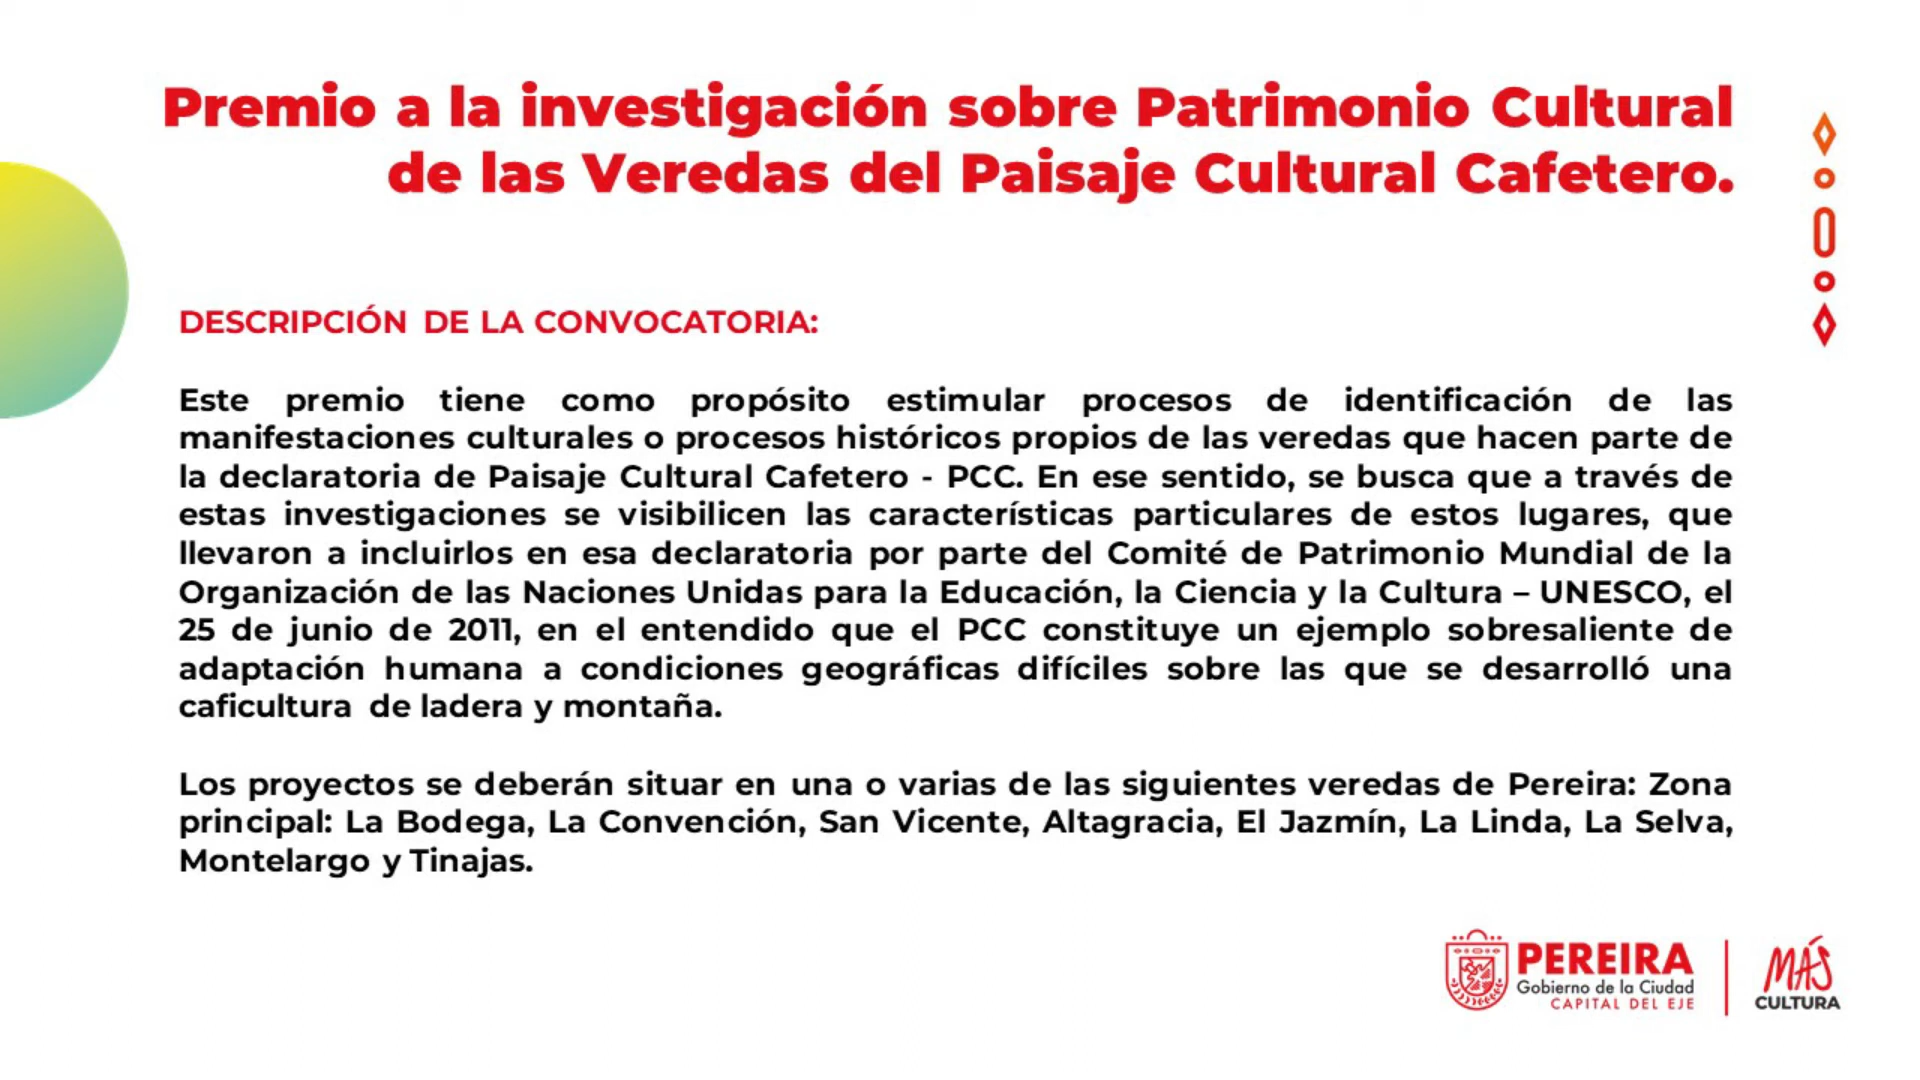 Premio a la investigación sobre Patrimonio Cultural
de las Veredas del Paisaje Cultural Cafetero.
DESCRIPCIÓN DE LA CONVOCATORIA:
Este premio tiene como propósito estimular procesos de identificación de las
manifestaciones culturales o procesos históricos propios de las veredas que hacen parte de
la declaratoria de Paisaje Cultural Cafetero - PCC. En ese sentido, se busca que a través de
estas investigaciones se visibilicen las características particulares de estos lugares, que
llevaron a incluirlos en esa declaratoria por parte del Comité de Patrimonio Mundial de la
Organización de las Naciones Unidas para la Educación, la Ciencia y la Cultura – UNESCO, el
25 de junio de 2011, en el entendido que el PCC constituye un ejemplo sobresaliente de
adaptación humana a condiciones geográficas difíciles sobre las que se desarrolló una
caficultura de ladera y montaña.
Los proyectos se deberán situar en una o varias de las siguientes veredas de Pereira: Zona
principal: La Bodega, La Convención, San Vicente, Altagracia, El Jazmín, La Linda, La Selva,
Montelargo y Tinajas.
PEREIRA
Gobierno de la Ciudad
CAPITAL DEL EJE
MÁS
CULTURA